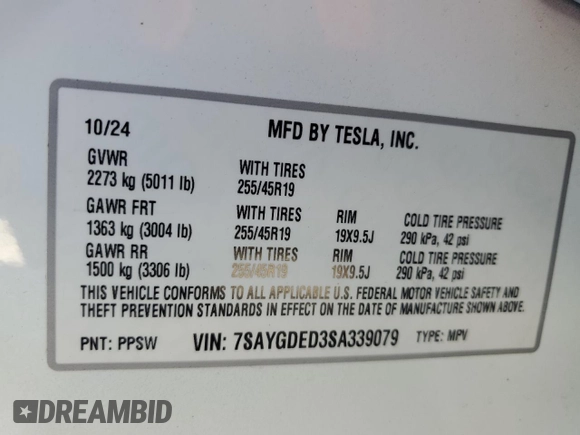 10/24 MFD BY TESLA, INC.
GVWR WITH TIRES
2273 kg (5011 lb) 255/45R19
GAWR FRT WITH TIRES RIM COLD TIRE PRESSURE
1363 kg (3004 lb) 255/45R19 19X9.5J 290 kPa, 42 psi
GAWR RR WITH TIRES RIM COLD TIRE PRESSURE
1500 kg (3306 lb) 255/45R19 19X9.5J 290 kPa, 42 psi
THIS VEHICLE CONFORMS TO ALL APPLICABLE U.S. FEDERAL MOTOR VEHICLE SAFETY AND
THEFT PREVENTION STANDARDS IN EFFECT ON THE DATE OF MANUFACTURE SHOWN ABOVE.
PNT: PPSW VIN: 7SAYGDED3SA339079 TYPE: MPV
DREAMBID